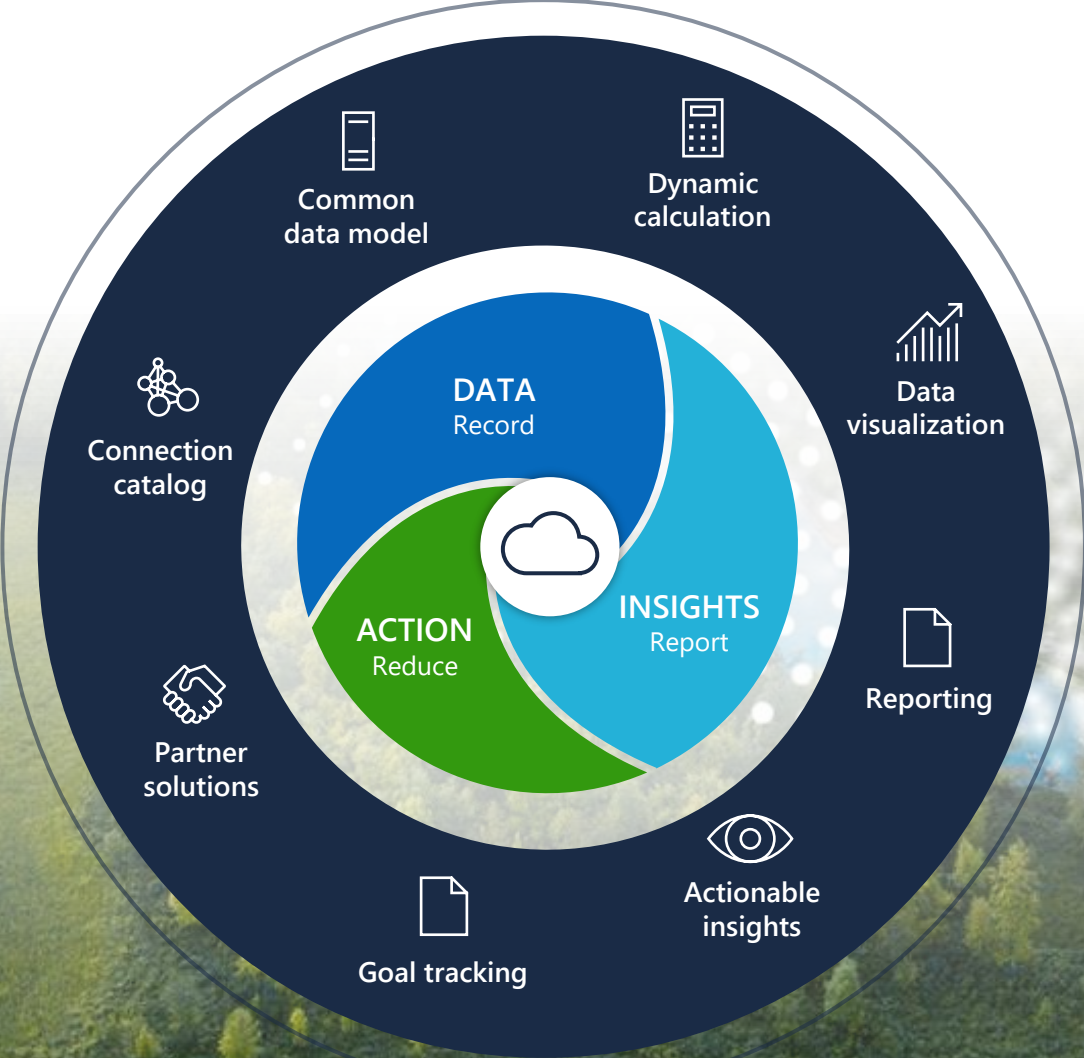 Common
data model
Dynamic
calculation
Data
visualization
Connection
catalog
DATA
Record
INSIGHTS
Report
ACTION
Reduce
Reporting
Partner
solutions
Actionable
insights
Goal tracking